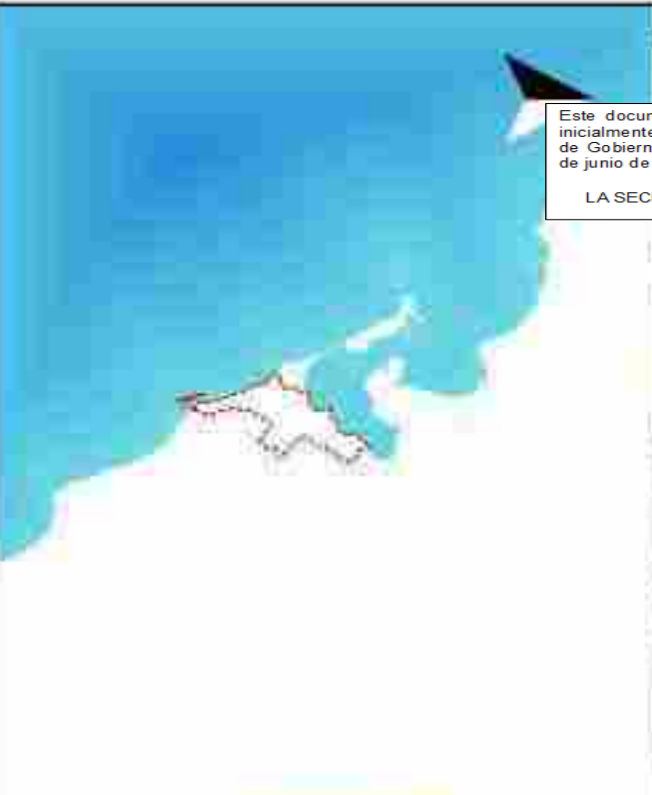 Este docum
inicialmente
de Gobiern
de junio de
LA SEC